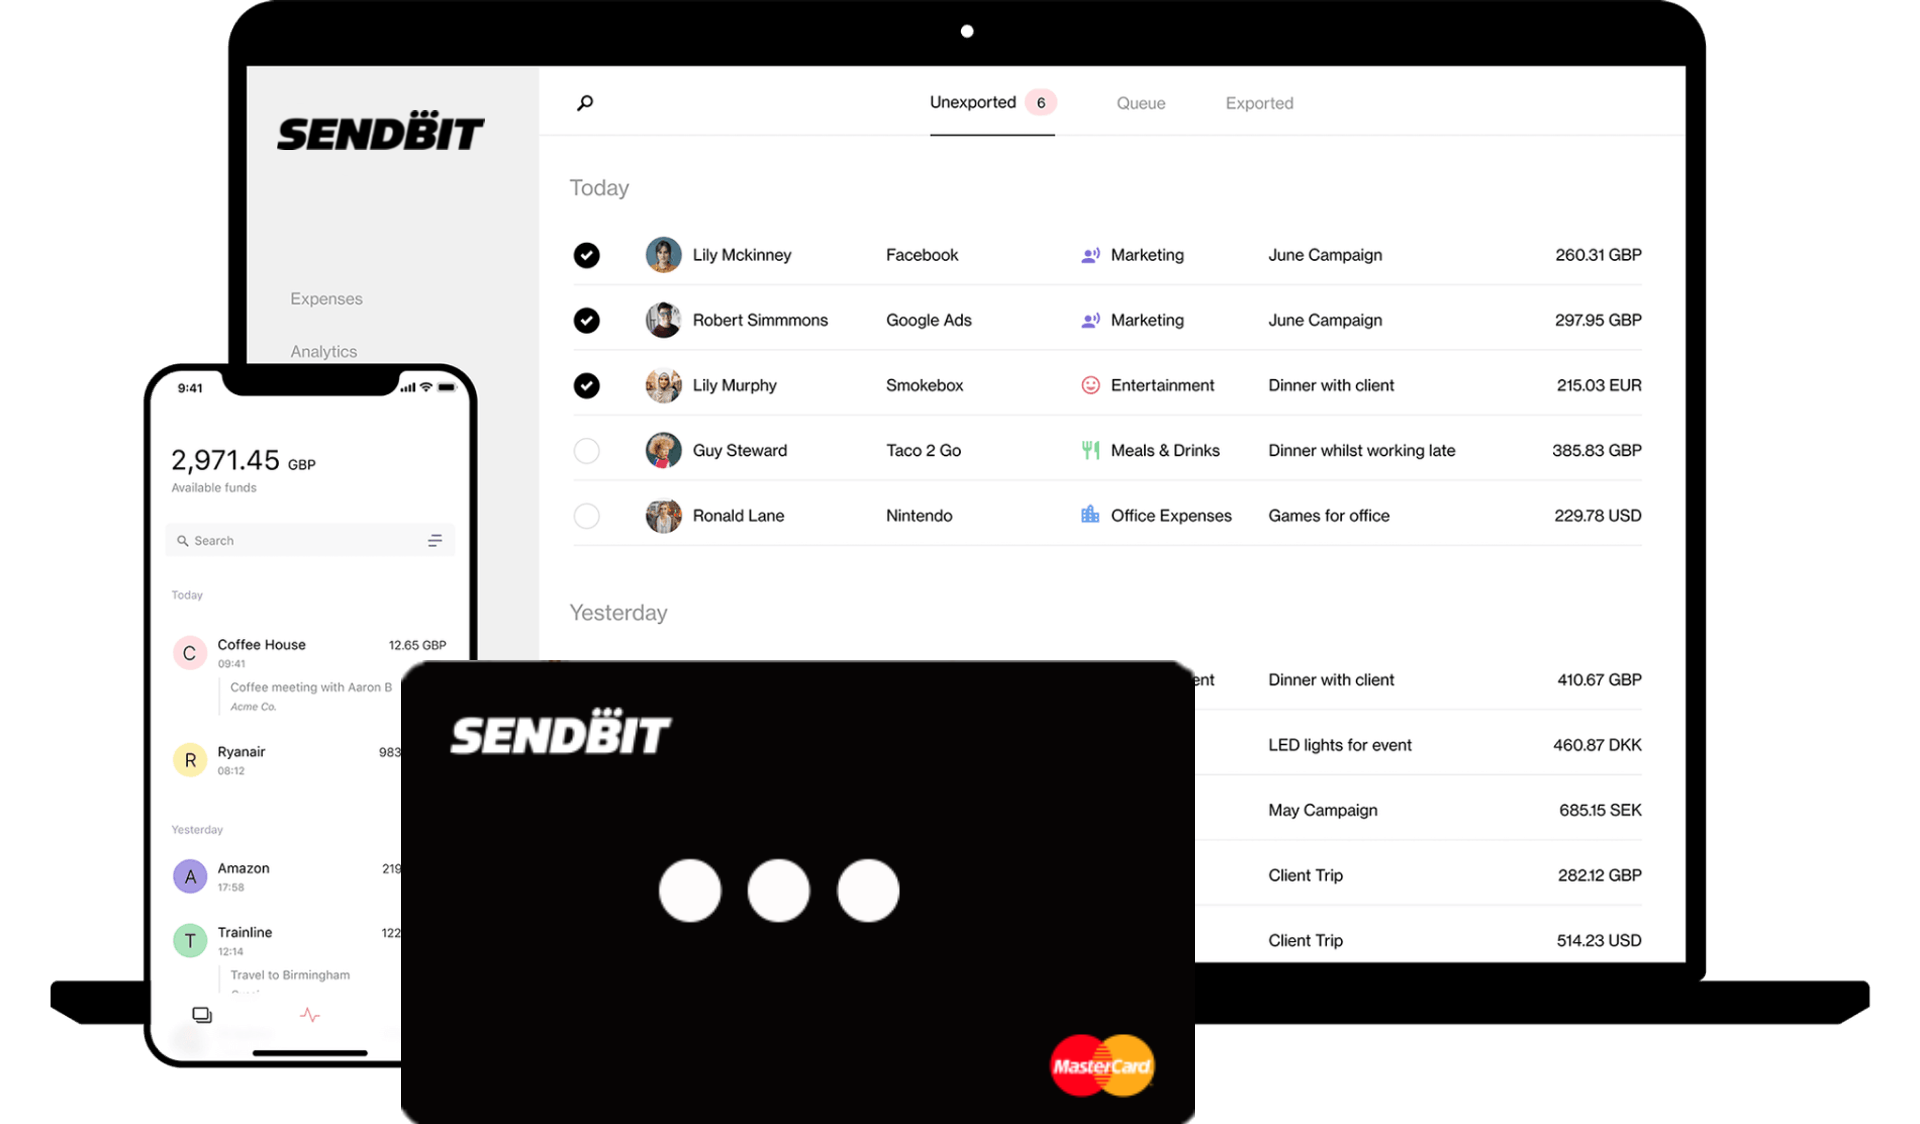 SENDBIT
Unexported 6 Queue Exported
Today
Lily Mckinney Facebook Marketing June Campaign 260.31 GBP
Robert Simmmons Google Ads Marketing June Campaign 297.95 GBP
Lily Murphy Smokebox Entertainment Dinner with client 215.03 EUR
Guy Steward Taco 2 Go Meals & Drinks Dinner whilst working late 385.83 GBP
Ronald Lane Nintendo Office Expenses Games for office 229.78 USD
Yesterday
Dinner with client 410.67 GBP
LED lights for event 460.87 DKK
May Campaign 685.15 SEK
Client Trip 282.12 GBP
Client Trip 514.23 USD
Expenses
Analytics
9:41
2,971.45 GBP
Available funds
Search
Today
C Coffee House 12.65 GBP
09:41
Coffee meeting with Aaron B
Acme Co.
R Ryanair 983
08:12
Yesterday
A Amazon 219
17:58
T Trainline 122
12:14
Travel to Birmingham
SENDBIT
MasterCard